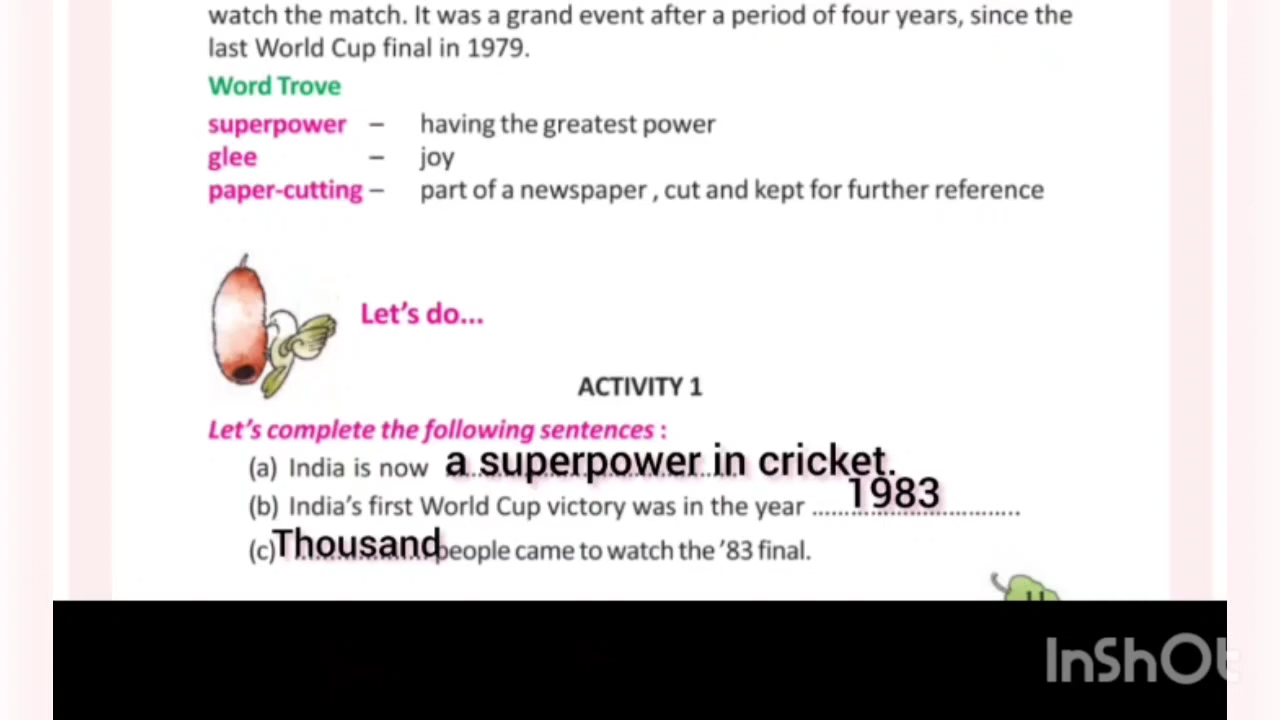 watch the match. It was a grand event after a period of four years, since the
last World Cup final in 1979.
Word Trove
superpower – having the greatest power
glee – joy
paper-cutting – part of a newspaper , cut and kept for further reference
Let's do...
ACTIVITY 1
Let's complete the following sentences :
(a) India is now a superpower in cricket.
(b) India's first World Cup victory was in the year 1983
(c) Thousand people came to watch the '83 final.
InShOt